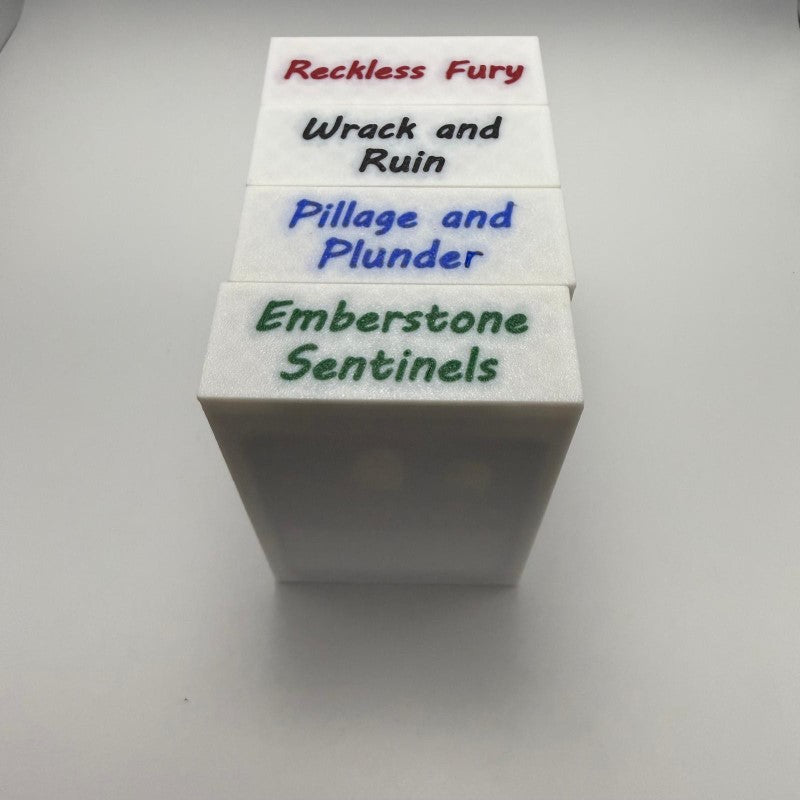 Reckless Fury
Wrack and
Ruin
Pillage and
Plunder
Emberstone
Sentinels